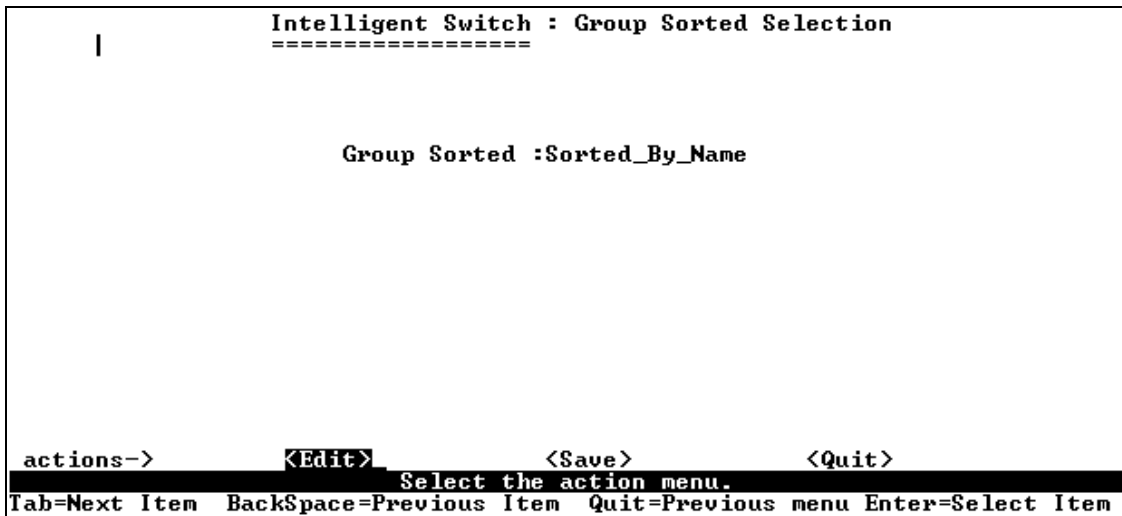 Intelligent Switch : Group Sorted Selection
==================
Group Sorted :Sorted_By_Name
actions-> <Edit> <Save> <Quit>
Select the action menu.
Tab=Next Item BackSpace=Previous Item Quit=Previous menu Enter=Select Item